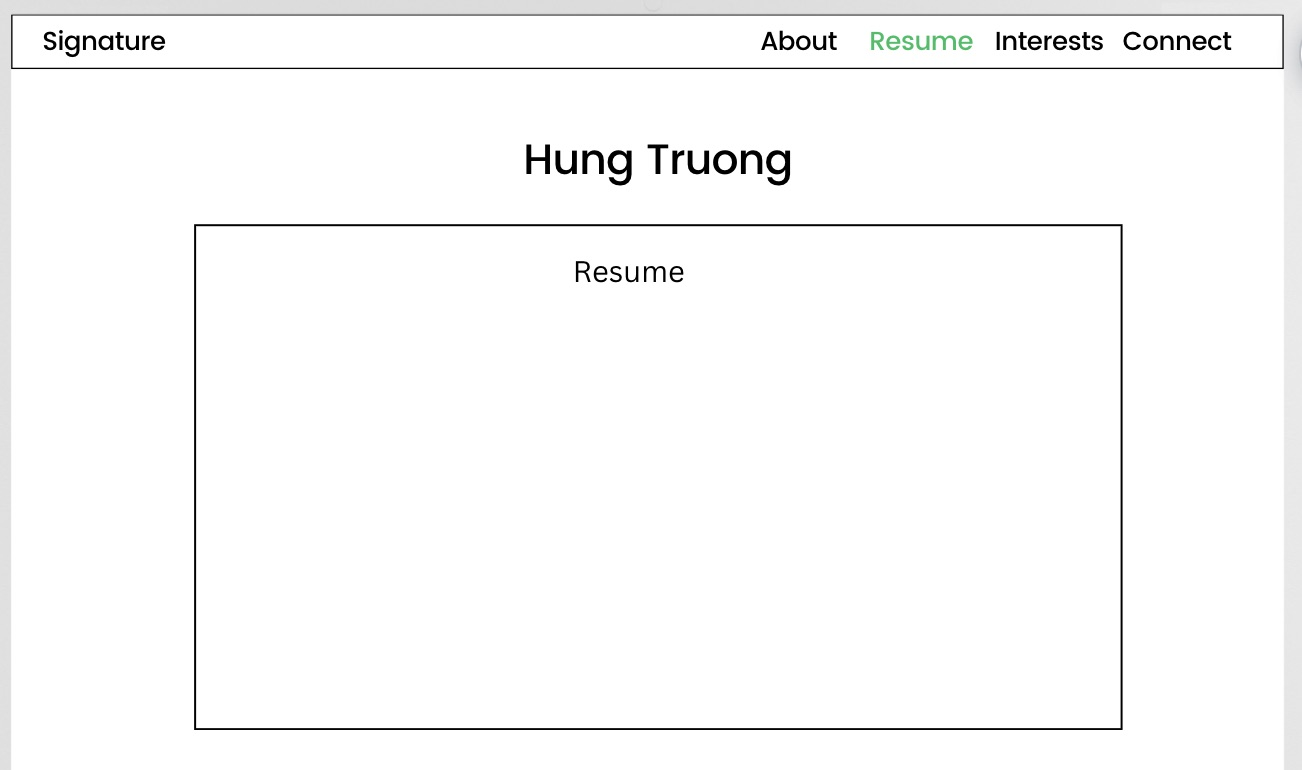 Signature About Resume Interests Connect
Hung Truong
Resume